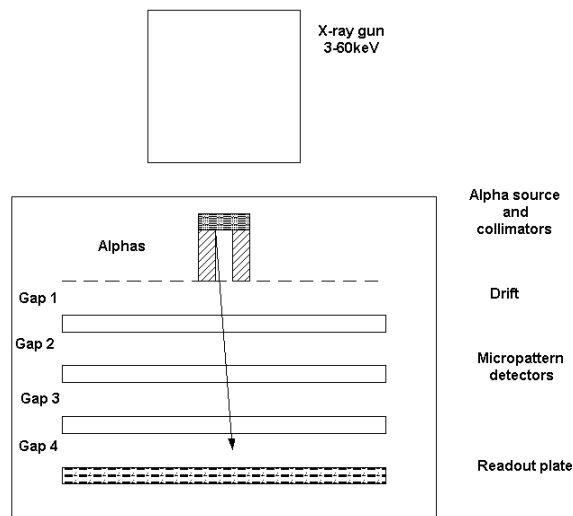 X-ray gun
3-60keV
Alpha source
and
collimators
Alphas
Gap 1
Drift
Gap 2
Micropattern
detectors
Gap 3
Gap 4
Readout plate